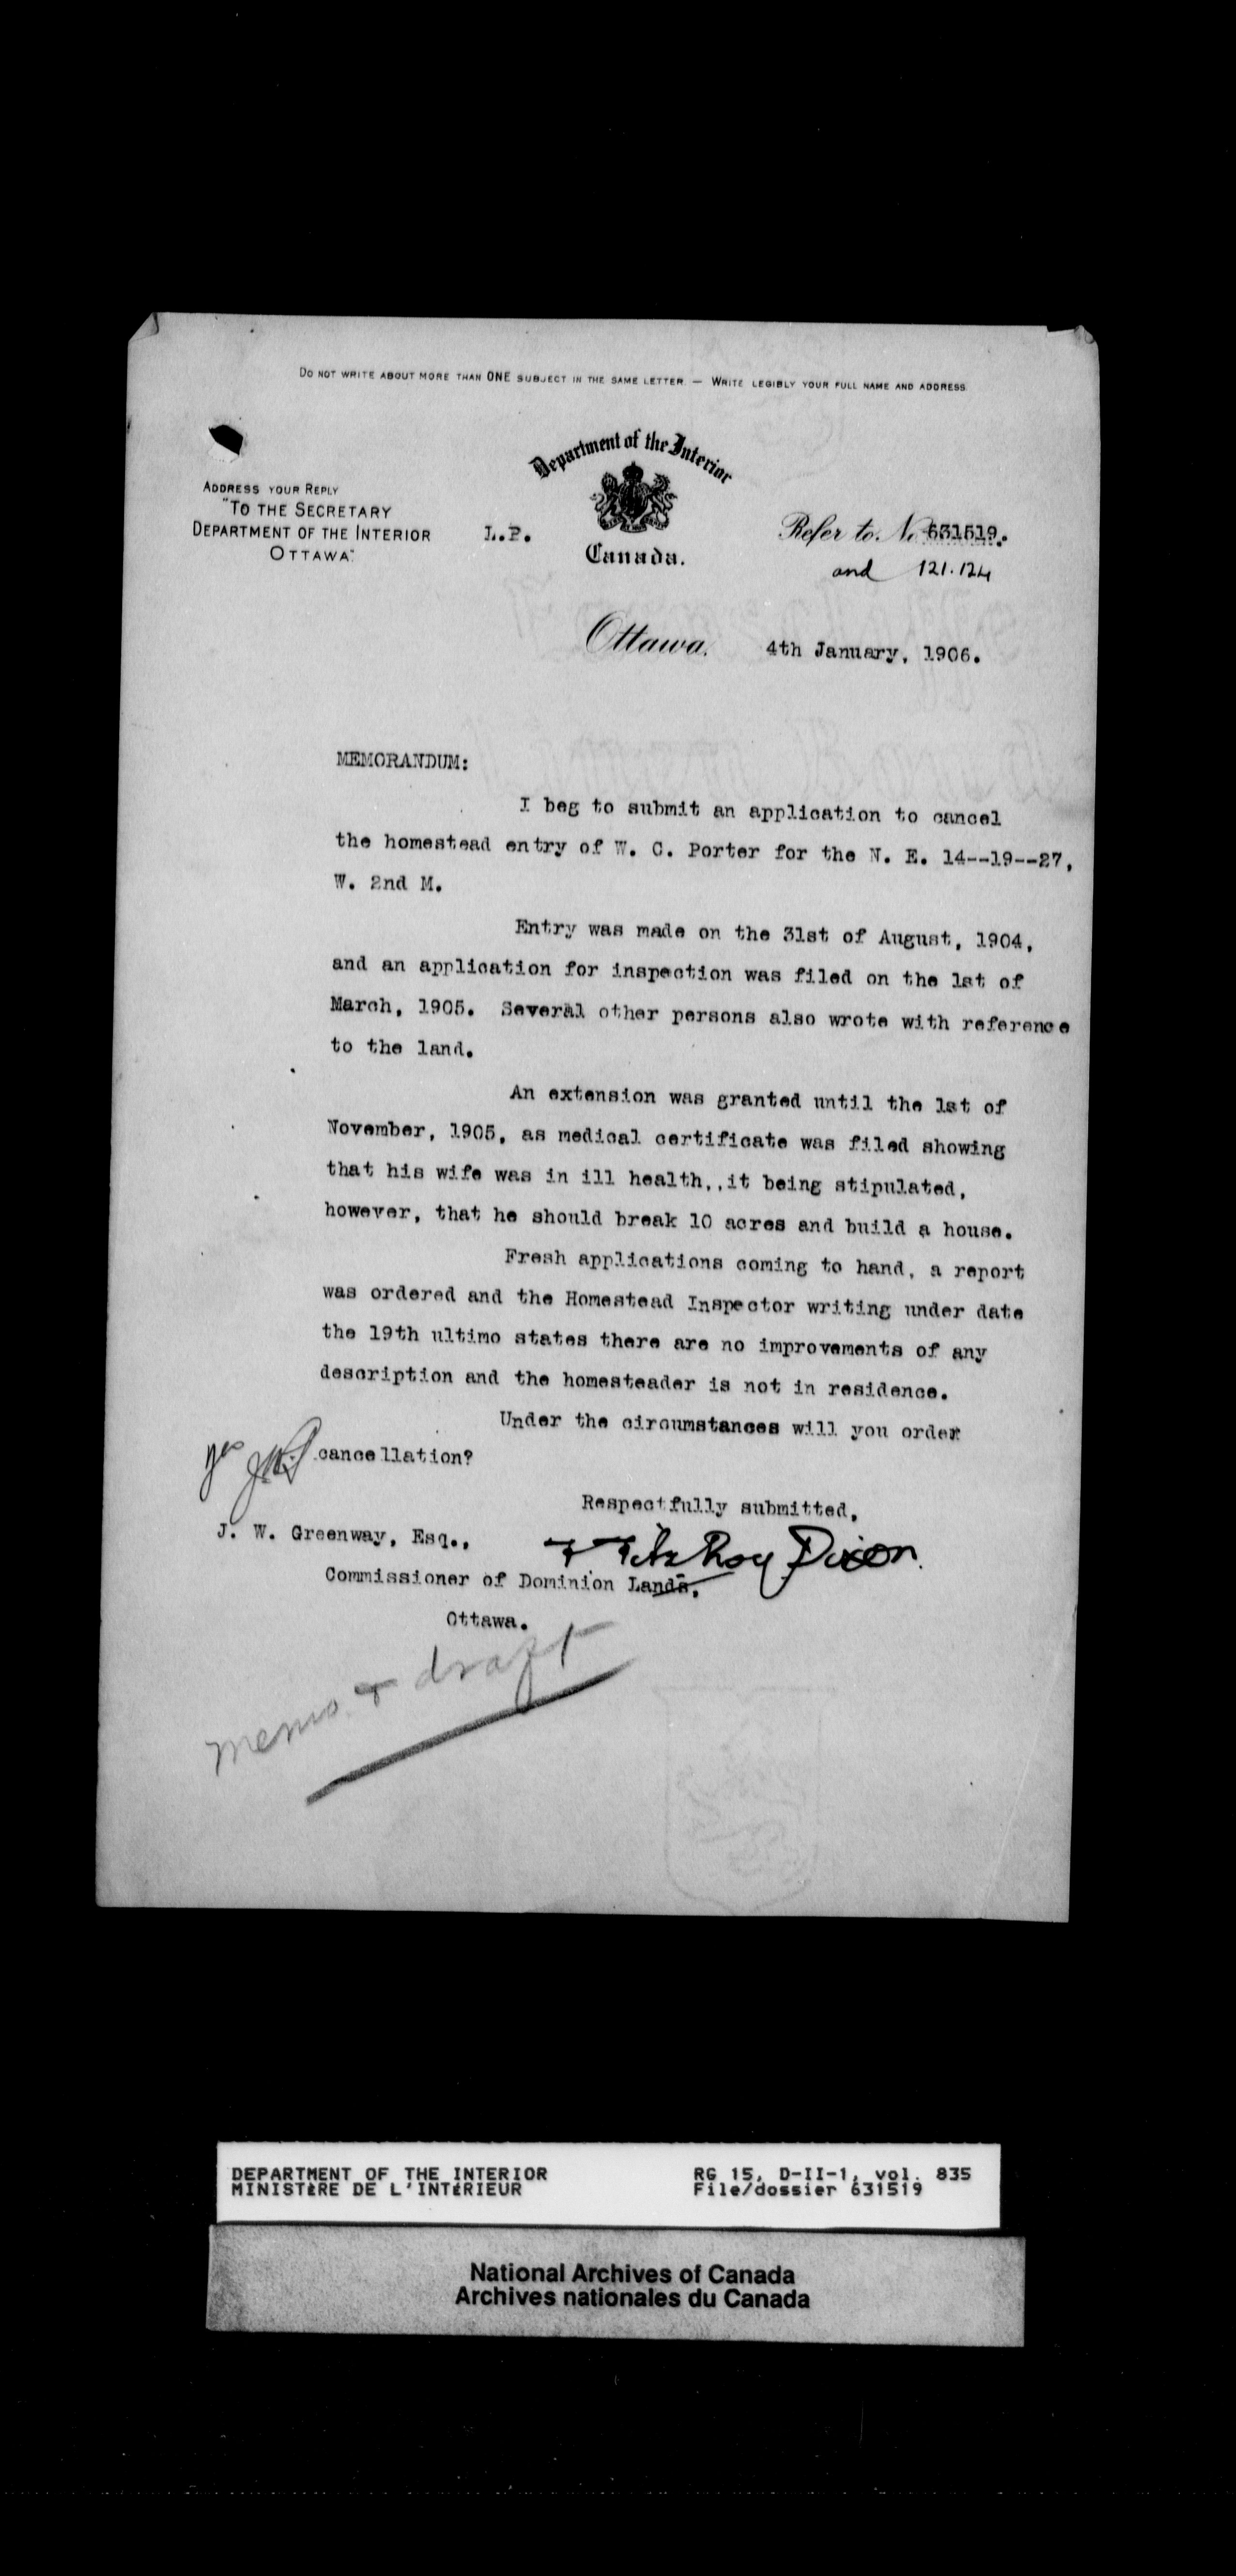 DO NOT WRITE ABOUT MORE THAN ONE SUBJECT IN THE SAME LETTER. — WRITE LEGIBLY YOUR FULL NAME AND ADDRESS
Department of the Interior
Canada.
ADDRESS YOUR REPLY
"TO THE SECRETARY
DEPARTMENT OF THE INTERIOR
OTTAWA."
L.P.
Refer to. No 631519.
and 121.124
Ottawa. 4th January, 1906.
MEMORANDUM:
I beg to submit an application to cancel
the homestead entry of W. C. Porter for the N. E. 14--19--27,
W. 2nd M.
Entry was made on the 31st of August, 1904,
and an application for inspection was filed on the 1st of
March, 1905. Several other persons also wrote with reference
to the land.
An extension was granted until the 1st of
November, 1905, as medical certificate was filed showing
that his wife was in ill health,.it being stipulated,
however, that he should break 10 acres and build a house.
Fresh applications coming to hand, a report
was ordered and the Homestead Inspector writing under date
the 19th ultimo states there are no improvements of any
description and the homesteader is not in residence.
Under the circumstances will you order
yes
cancellation?
Respectfully submitted,
J. W. Greenway, Esq.,
FitzRoy Dixon.
Commissioner of Dominion Lands,
Ottawa.
memo. & draft
DEPARTMENT OF THE INTERIOR
MINISTÈRE DE L'INTÉRIEUR
RG 15, D-II-1, vol. 835
File/dossier 631519
National Archives of Canada
Archives nationales du Canada